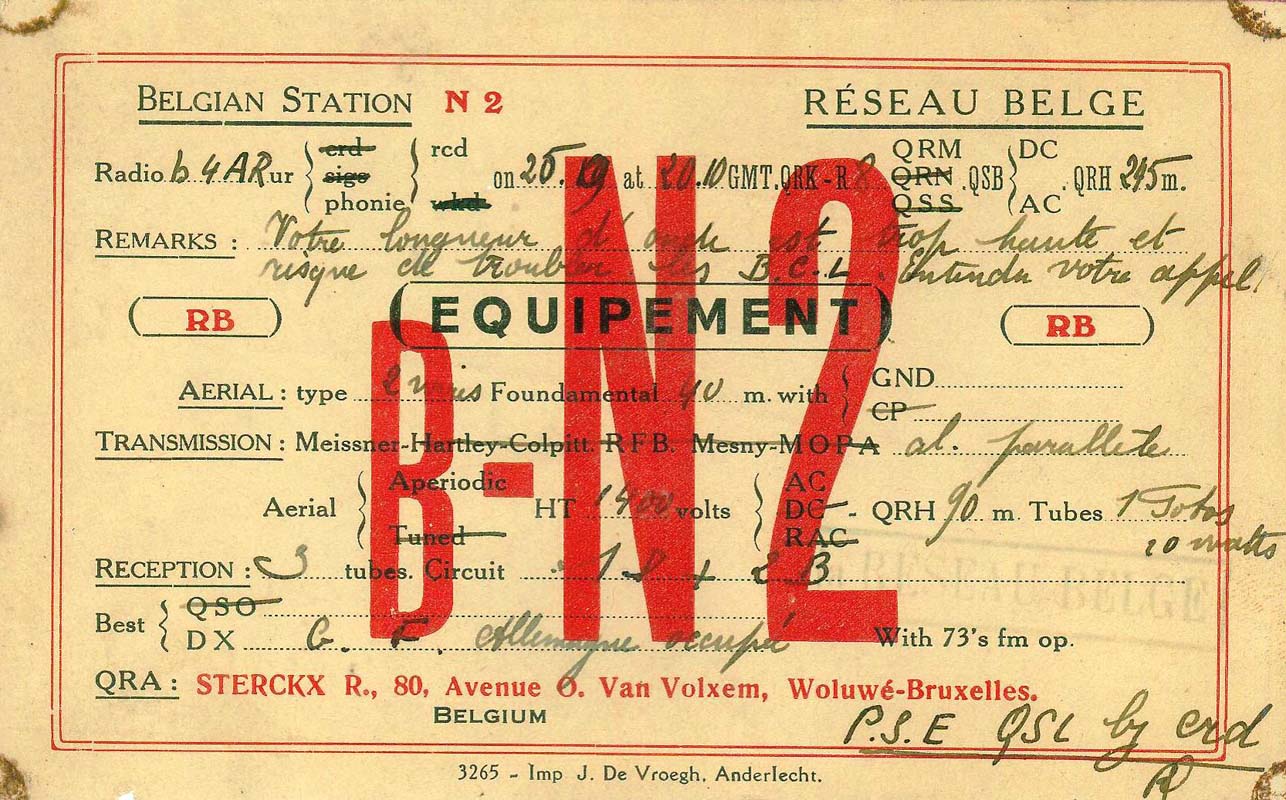 BELGIAN STATION N 2
RÉSEAU BELGE
Radio b 4 AR ur { crd sigs phonie } { rcd wkd on 25.10 at 20.10 GMT. QRK - R 8 QRM QRN QSS . QSB } DC AC . QRH 295 m.
REMARKS : Votre longueur d'onde est trop haute et
risque de troubler les B.C.L. Entendu votre appel.
( EQUIPEMENT )
( RB )
( RB )
B-N2
AERIAL : type 2 Foundamental 40 m. with { GND CP
TRANSMISSION : Meissner-Hartley-Colpitt. RFB. Mesny-MOPA al. parallèle
Aerial { Aperiodic Tuned HT 1400 volts { AC DC RAC - QRH 90 m. Tubes 1 Fotos
10 watts
RECEPTION : 3 tubes. Circuit 1 D + 2 B
RESEAU BELGE
Best { QSO DX G. F. Allemagne occupé With 73's fm op.
QRA : STERCKX R., 80, Avenue O. Van Volxem, Woluwé-Bruxelles.
BELGIUM
P.S.E QSL by crd
3265 - Imp J. De Vroegh. Anderlecht.